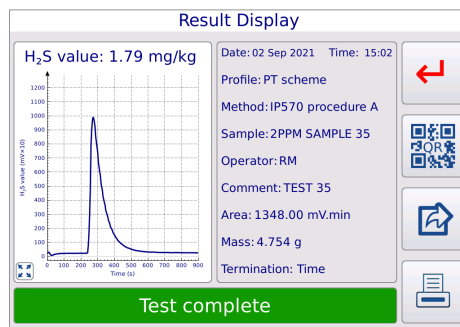 Result Display
H₂S value: 1.79 mg/kg
H₂S value (mV×10)
1200
1100
1000
900
800
700
600
500
400
300
200
100
0
0 100 200 300 400 500 600 700 800 900
Time (s)
Date: 02 Sep 2021 Time: 15:02
Profile: PT scheme
Method: IP570 procedure A
Sample: 2PPM SAMPLE 35
Operator: RM
Comment: TEST 35
Area: 1348.00 mV.min
Mass: 4.754 g
Termination: Time
QR
Test complete